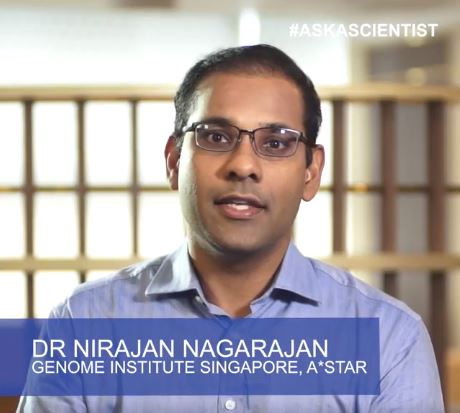 #ASKASCIENTIST
DR NIRAJAN NAGARAJAN
GENOME INSTITUTE SINGAPORE, A*STAR